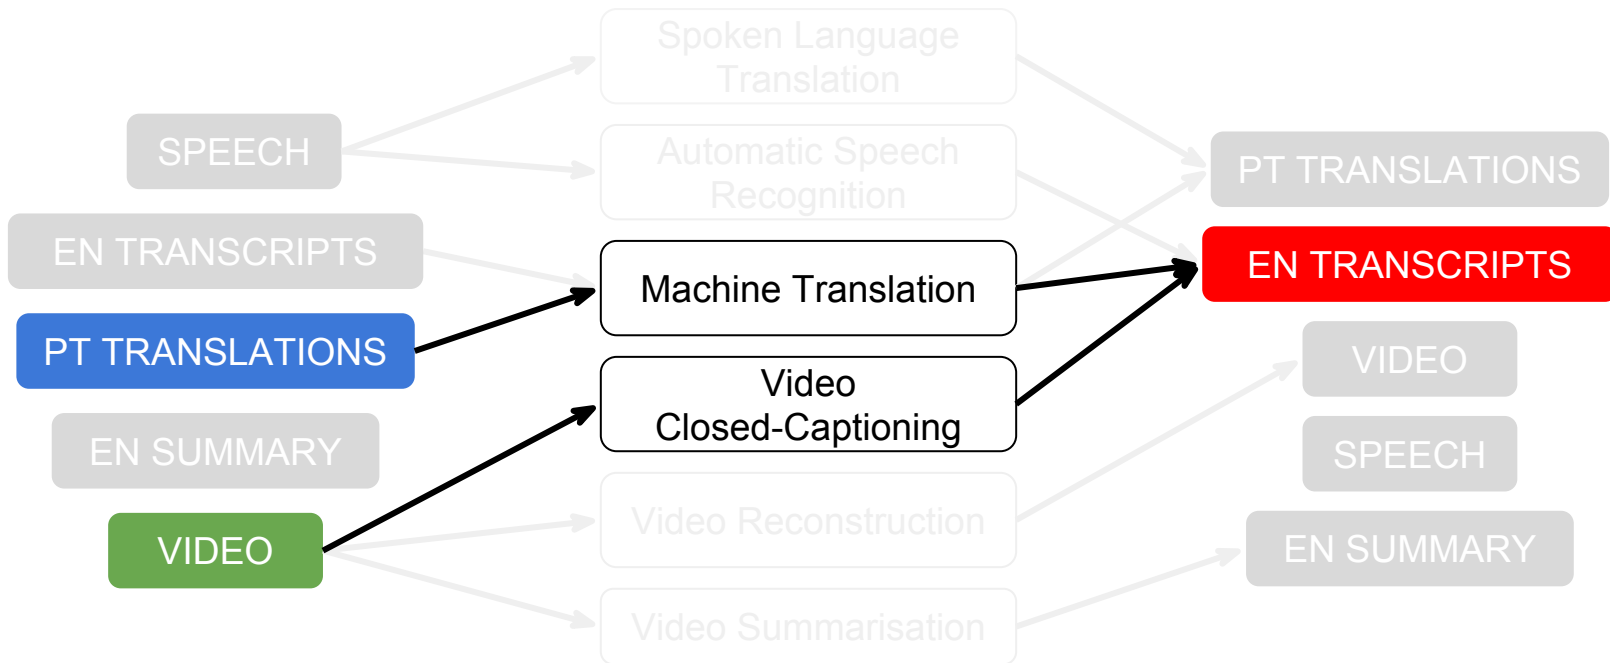 SPEECH
EN TRANSCRIPTS
PT TRANSLATIONS
EN SUMMARY
VIDEO
Spoken Language
Translation
Automatic Speech
Recognition
Machine Translation
Video
Closed-Captioning
Video Reconstruction
Video Summarisation
PT TRANSLATIONS
EN TRANSCRIPTS
VIDEO
SPEECH
EN SUMMARY